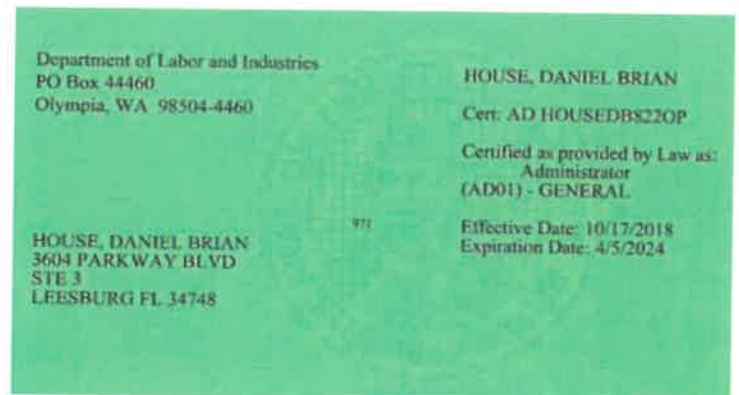 Department of Labor and Industries
PO Box 44460
Olympia, WA 98504-4460
HOUSE, DANIEL BRIAN
3604 PARKWAY BLVD
STE 3
LEESBURG FL 34748
971
HOUSE, DANIEL BRIAN
Cert: AD HOUSEDB822OP
Certified as provided by Law as:
Administrator
(AD01) - GENERAL
Effective Date: 10/17/2018
Expiration Date: 4/5/2024